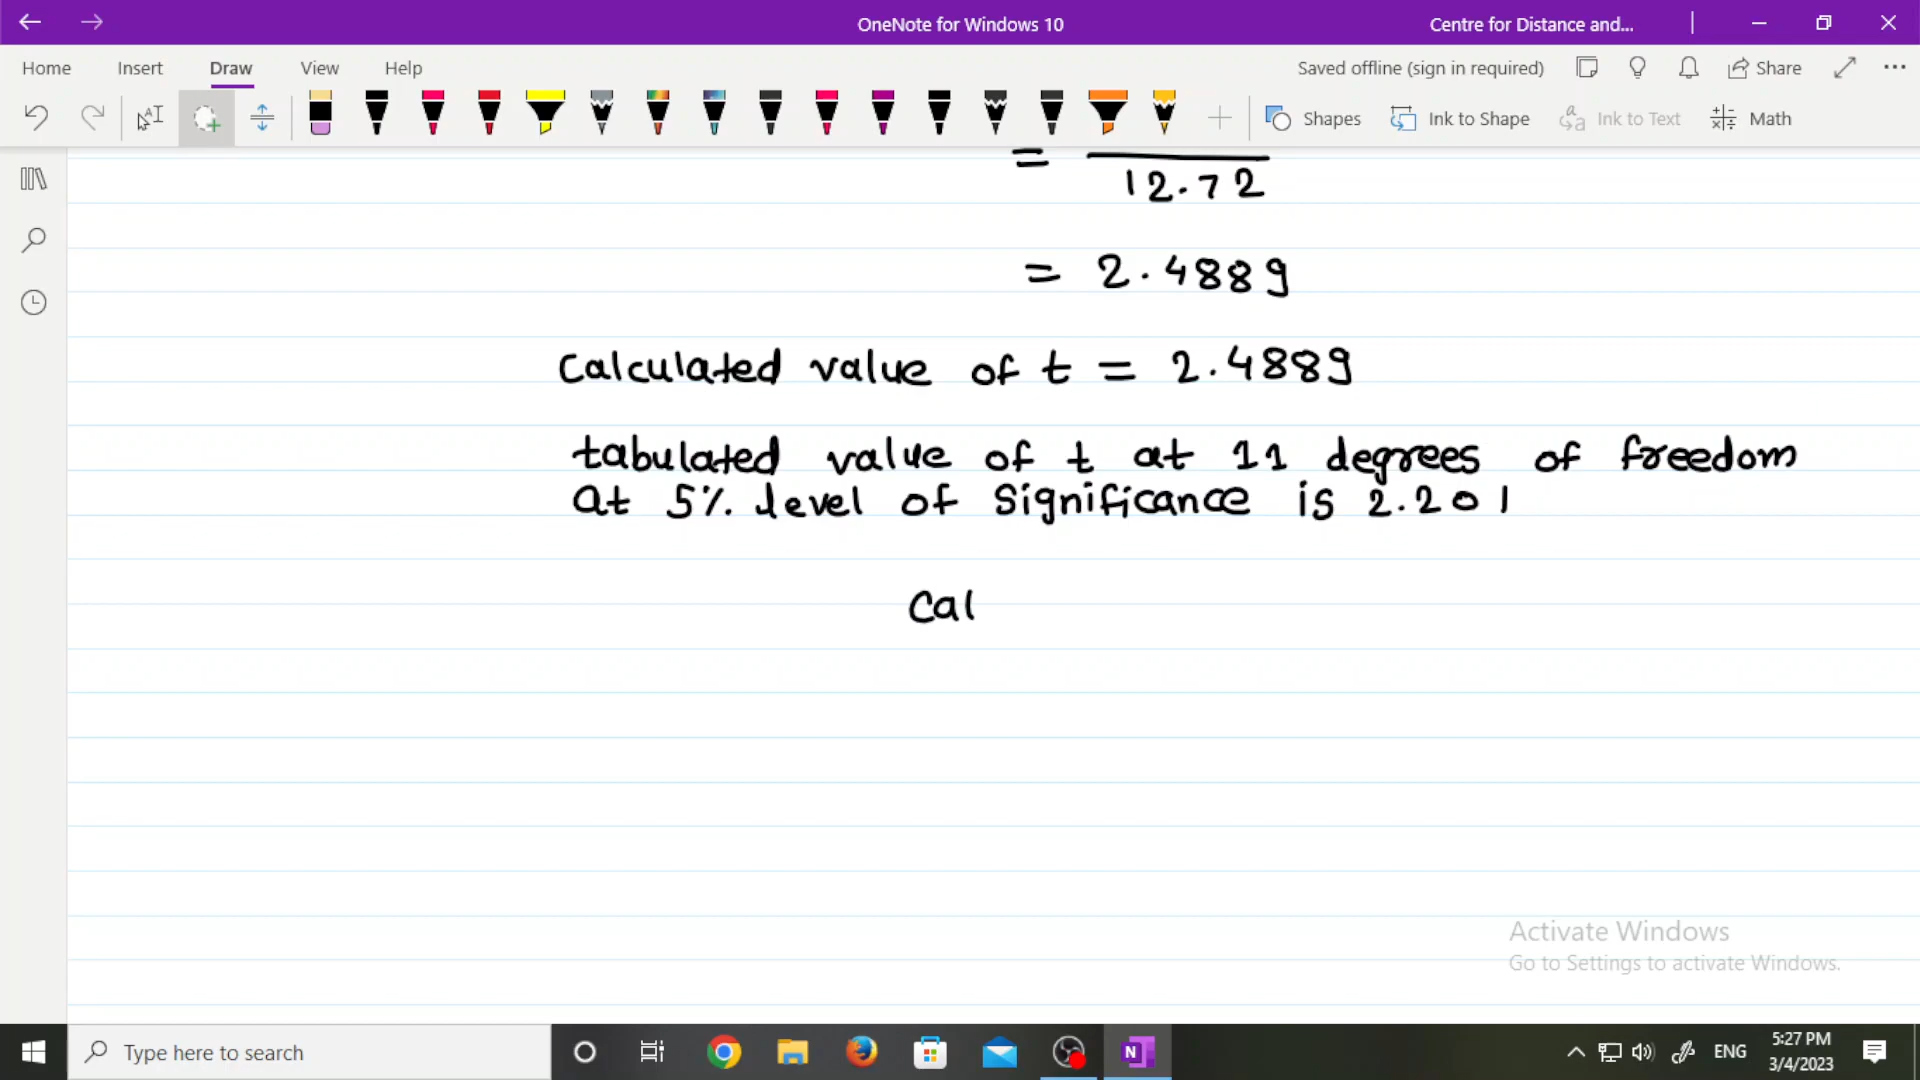 OneNote for Windows 10
Centre for Distance and...
Home Insert Draw View Help
Saved offline (sign in required)
Share
Shapes
Ink to Shape
Ink to Text
Math
=
12.72
= 2.4889
Calculated value of t = 2.4889
tabulated value of t at 11 degrees of freedom
At 5% level of Significance is 2.201
Cal
Activate Windows
Go to Settings to activate Windows.
Type here to search
ENG
5:27 PM
3/4/2023